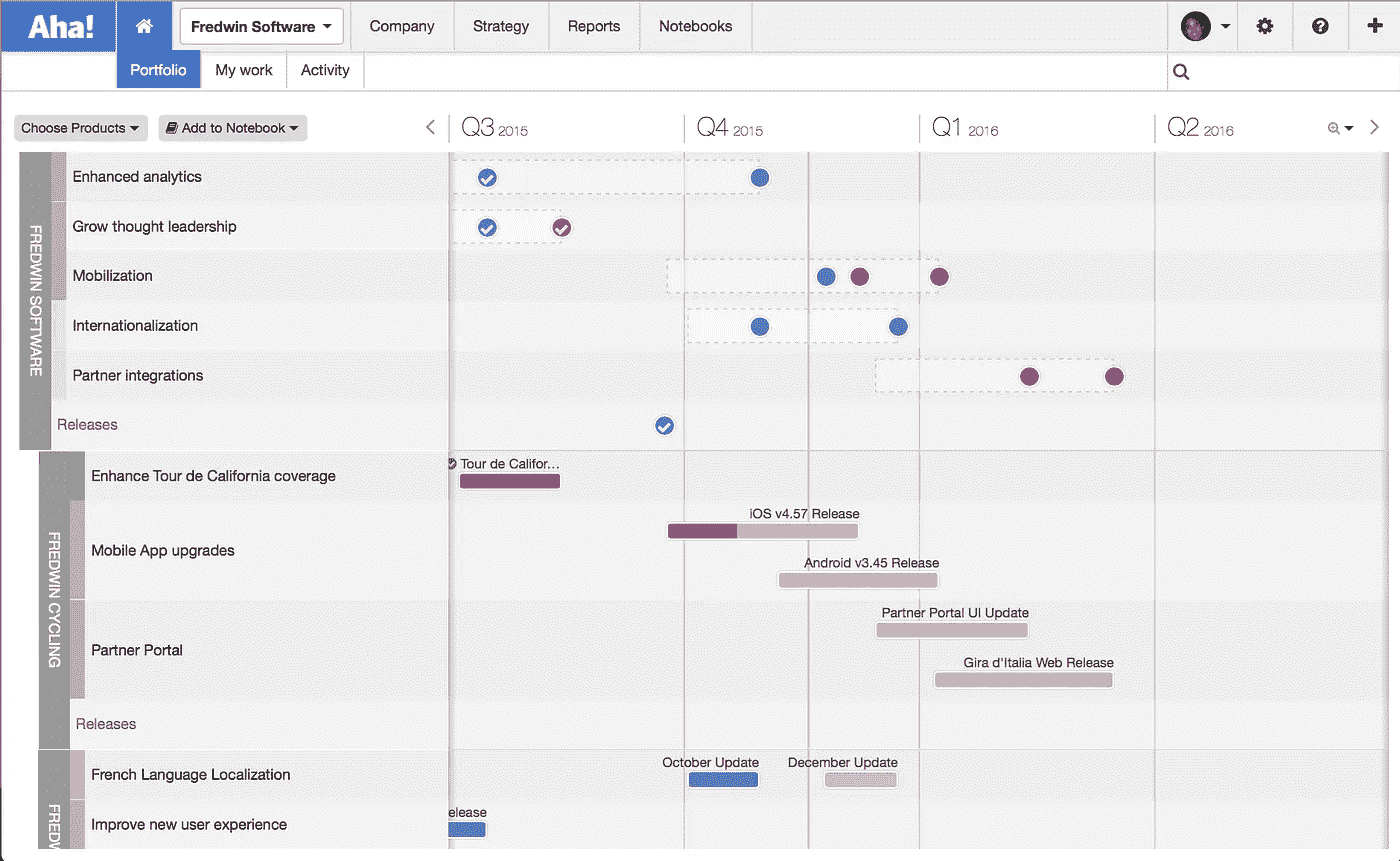 Aha!
Fredwin Software
Company
Strategy
Reports
Notebooks
Portfolio
My work
Activity
Choose Products
Add to Notebook
Q3 2015
Q4 2015
Q1 2016
Q2 2016
FREDWIN SOFTWARE
Enhanced analytics
Grow thought leadership
Mobilization
Internationalization
Partner integrations
Releases
FREDWIN CYCLING
Enhance Tour de California coverage
Tour de Califor...
Mobile App upgrades
iOS v4.57 Release
Android v3.45 Release
Partner Portal
Partner Portal UI Update
Gira d'Italia Web Release
Releases
FREDW
French Language Localization
October Update
December Update
Improve new user experience
elease